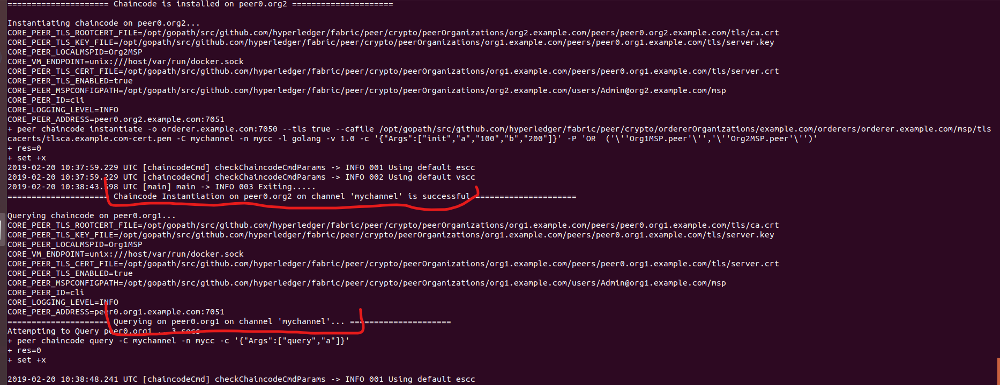 ===================== Chaincode is installed on peer0.org2 =====================
Instantiating chaincode on peer0.org2...
CORE_PEER_TLS_ROOTCERT_FILE=/opt/gopath/src/github.com/hyperledger/fabric/peer/crypto/peerOrganizations/org2.example.com/peers/peer0.org2.example.com/tls/ca.crt
CORE_PEER_TLS_KEY_FILE=/opt/gopath/src/github.com/hyperledger/fabric/peer/crypto/peerOrganizations/org1.example.com/peers/peer0.org1.example.com/tls/server.key
CORE_PEER_LOCALMSPID=Org2MSP
CORE_VM_ENDPOINT=unix:///host/var/run/docker.sock
CORE_PEER_TLS_CERT_FILE=/opt/gopath/src/github.com/hyperledger/fabric/peer/crypto/peerOrganizations/org1.example.com/peers/peer0.org1.example.com/tls/server.crt
CORE_PEER_TLS_ENABLED=true
CORE_PEER_MSPCONFIGPATH=/opt/gopath/src/github.com/hyperledger/fabric/peer/crypto/peerOrganizations/org2.example.com/users/Admin@org2.example.com/msp
CORE_PEER_ID=cli
CORE_LOGGING_LEVEL=INFO
CORE_PEER_ADDRESS=peer0.org2.example.com:7051
+ peer chaincode instantiate -o orderer.example.com:7050 --tls true --cafile /opt/gopath/src/github.com/hyperledger/fabric/peer/crypto/ordererOrganizations/example.com/orderers/orderer.example.com/msp/tls
cacerts/tlsca.example.com-cert.pem -C mychannel -n mycc -l golang -v 1.0 -c '{"Args":["init","a","100","b","200"]}' -P 'OR  ('\''Org1MSP.peer'\'','\''Org2MSP.peer'\'')'
+ res=0
+ set +x
2019-02-20 10:37:59.229 UTC [chaincodeCmd] checkChaincodeCmdParams -> INFO 001 Using default escc
2019-02-20 10:37:59.229 UTC [chaincodeCmd] checkChaincodeCmdParams -> INFO 002 Using default vscc
2019-02-20 10:38:43.598 UTC [main] main -> INFO 003 Exiting.....
===================== Chaincode Instantiation on peer0.org2 on channel 'mychannel' is successful =====================
Querying chaincode on peer0.org1...
CORE_PEER_TLS_ROOTCERT_FILE=/opt/gopath/src/github.com/hyperledger/fabric/peer/crypto/peerOrganizations/org1.example.com/peers/peer0.org1.example.com/tls/ca.crt
CORE_PEER_TLS_KEY_FILE=/opt/gopath/src/github.com/hyperledger/fabric/peer/crypto/peerOrganizations/org1.example.com/peers/peer0.org1.example.com/tls/server.key
CORE_PEER_LOCALMSPID=Org1MSP
CORE_VM_ENDPOINT=unix:///host/var/run/docker.sock
CORE_PEER_TLS_CERT_FILE=/opt/gopath/src/github.com/hyperledger/fabric/peer/crypto/peerOrganizations/org1.example.com/peers/peer0.org1.example.com/tls/server.crt
CORE_PEER_TLS_ENABLED=true
CORE_PEER_MSPCONFIGPATH=/opt/gopath/src/github.com/hyperledger/fabric/peer/crypto/peerOrganizations/org1.example.com/users/Admin@org1.example.com/msp
CORE_PEER_ID=cli
CORE_LOGGING_LEVEL=INFO
CORE_PEER_ADDRESS=peer0.org1.example.com:7051
===================== Querying on peer0.org1 on channel 'mychannel'... =====================
Attempting to Query peer0.org1 ...3 secs
+ peer chaincode query -C mychannel -n mycc -c '{"Args":["query","a"]}'
+ res=0
+ set +x
2019-02-20 10:38:48.241 UTC [chaincodeCmd] checkChaincodeCmdParams -> INFO 001 Using default escc